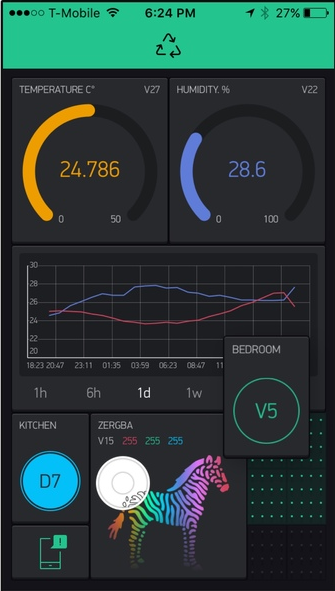 T-Mobile 6:24 PM 27%
TEMPERATURE C° V27
HUMIDITY. % V22
24.786
28.6
0 50
0 100
30
28
26
24
22
20
18:23 20:47 23:11 01:35 03:59 06:23 08:47 11
1h 6h 1d 1w
BEDROOM
V5
KITCHEN
D7
ZERGBA
V15 255 255 255
!